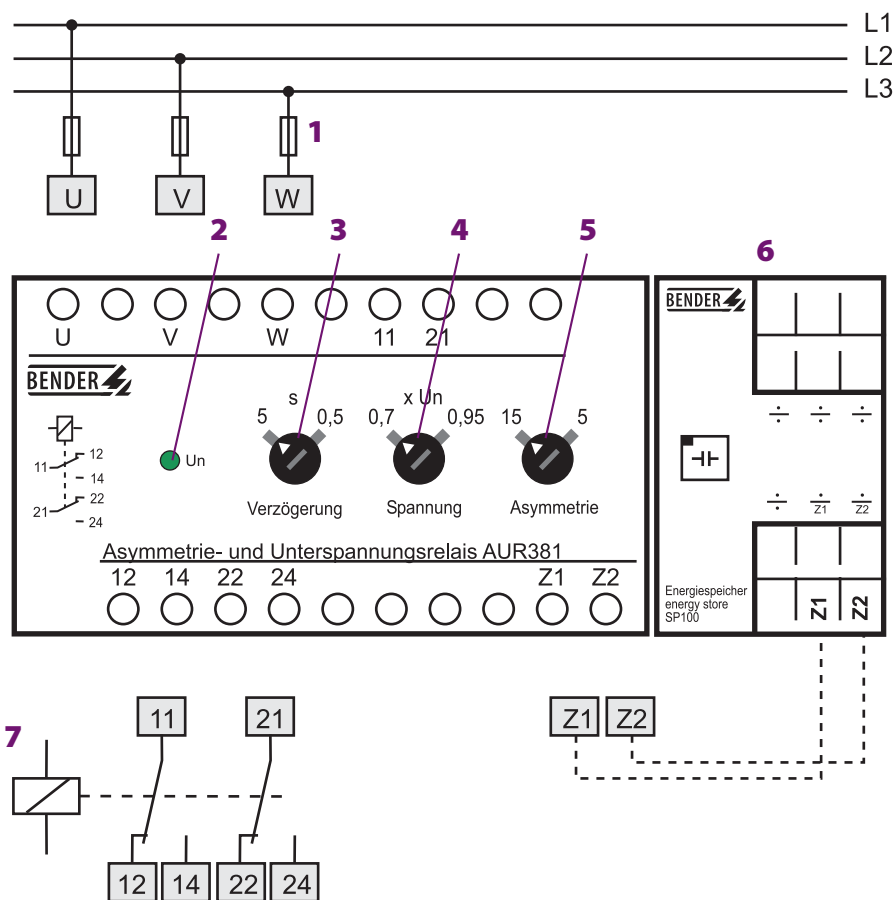 L1
L2
L3
1
U V W
2 3 4 5 6
U V W 11 21
BENDER
BENDER
s x Un
5 0,5 0,7 0,95 15 5
÷ ÷ ÷
12
11
14
22
21
24
Un
Verzögerung Spannung Asymmetrie
÷ ÷ ÷
Z1 Z2
Asymmetrie- und Unterspannungsrelais AUR381
12 14 22 24 Z1 Z2
Energiespeicher
energy store
SP100
Z1 Z2
7
11 21
Z1 Z2
12 14 22 24